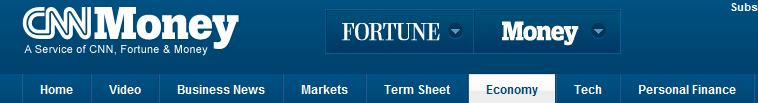 Subs
CNNMoney
FORTUNE Money
A Service of CNN, Fortune & Money
Home Video Business News Markets Term Sheet Economy Tech Personal Finance